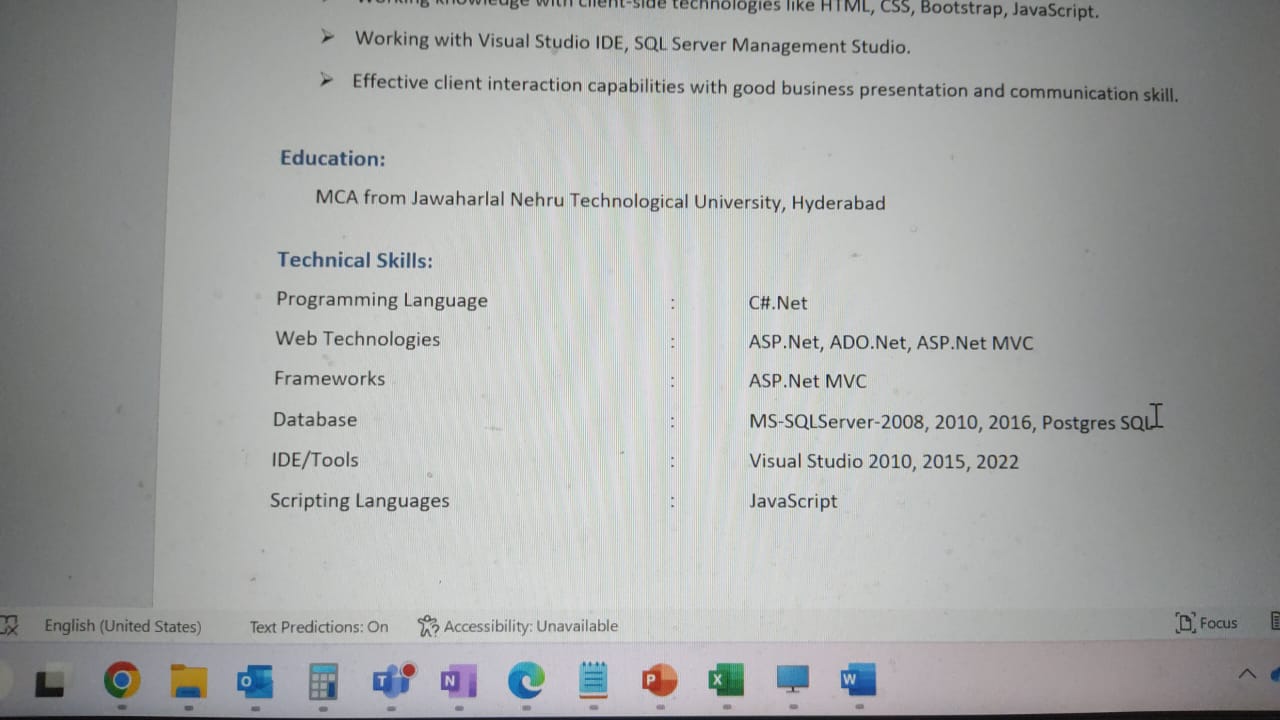 Working knowledge with client-side technologies like HTML, CSS, Bootstrap, JavaScript.
Working with Visual Studio IDE, SQL Server Management Studio.
Effective client interaction capabilities with good business presentation and communication skill.
Education:
MCA from Jawaharlal Nehru Technological University, Hyderabad
Technical Skills:
Programming Language : C#.Net
Web Technologies : ASP.Net, ADO.Net, ASP.Net MVC
Frameworks : ASP.Net MVC
Database : MS-SQLServer-2008, 2010, 2016, Postgres SQL
IDE/Tools : Visual Studio 2010, 2015, 2022
Scripting Languages : JavaScript
English (United States) Text Predictions: On Accessibility: Unavailable Focus
O T N P X W